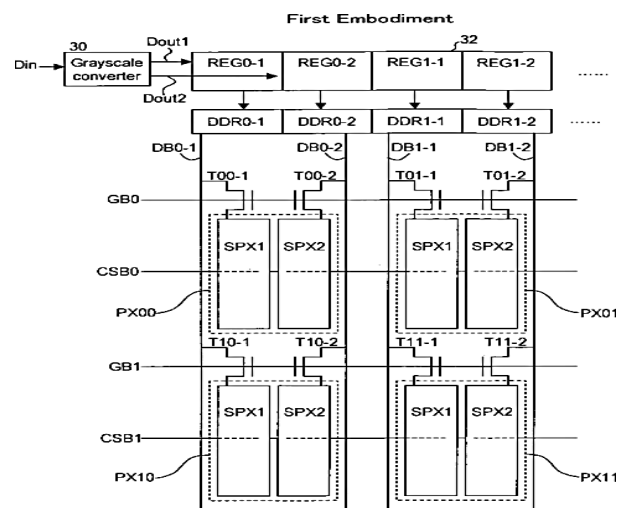 First Embodiment
30
Dout1
32
Din
Grayscale
converter
REG0-1
REG0-2
REG1-1
REG1-2
......
Dout2
DDR0-1
DDR0-2
DDR1-1
DDR1-2
......
DB0-1
DB0-2
DB1-1
DB1-2
T00-1
T00-2
T01-1
T01-2
GB0
SPX1
SPX2
SPX1
SPX2
CSB0
PX00
PX01
T10-1
T10-2
T11-1
T11-2
GB1
SPX1
SPX2
SPX1
SPX2
CSB1
PX10
PX11